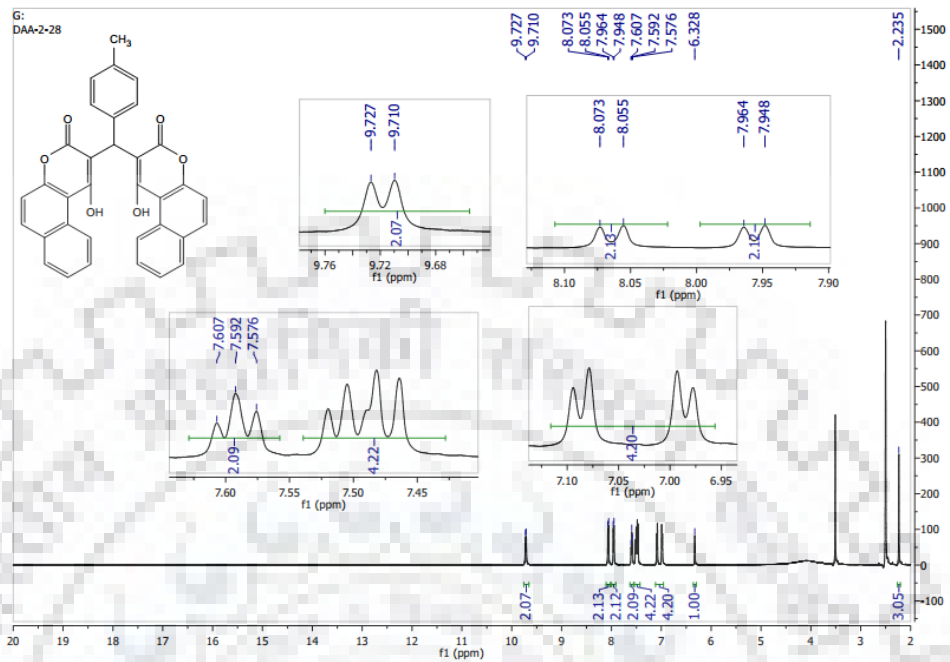 G:
DAA-2-28
CH₃
O
O
O
O
OH
OH
9.727
9.710
8.073
8.055
7.964
7.948
7.607
7.592
7.576
6.328
2.235
9.727
9.710
2.07
9.76 9.72 9.68
f1 (ppm)
8.073
8.055
7.964
7.948
2.13
2.12
8.10 8.05 8.00 7.95 7.90
f1 (ppm)
7.607
7.592
7.576
2.09
4.22
7.60 7.55 7.50 7.45
f1 (ppm)
4.20
7.10 7.05 7.00 6.95
f1 (ppm)
1500
1400
1300
1200
1100
1000
900
800
700
600
500
400
300
200
100
0
-100
2.07
2.13
2.12
2.09
4.22
4.20
1.00
3.05
20 19 18 17 16 15 14 13 12 11 10 9 8 7 6 5 4 3 2
f1 (ppm)